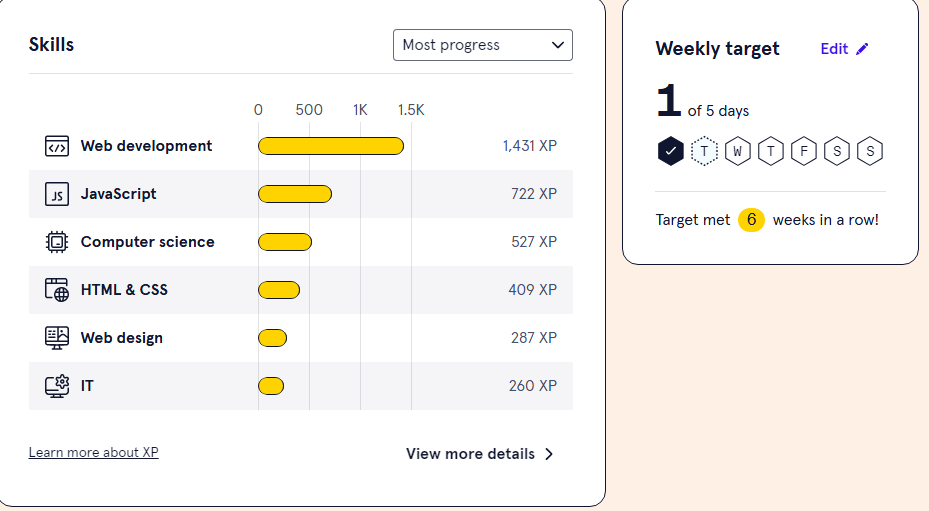 Skills
Most progress
0 500 1K 1.5K
Web development 1,431 XP
JS JavaScript 722 XP
Computer science 527 XP
HTML & CSS 409 XP
Web design 287 XP
IT 260 XP
Learn more about XP
View more details
Weekly target Edit
1 of 5 days
T W T F S S
Target met 6 weeks in a row!